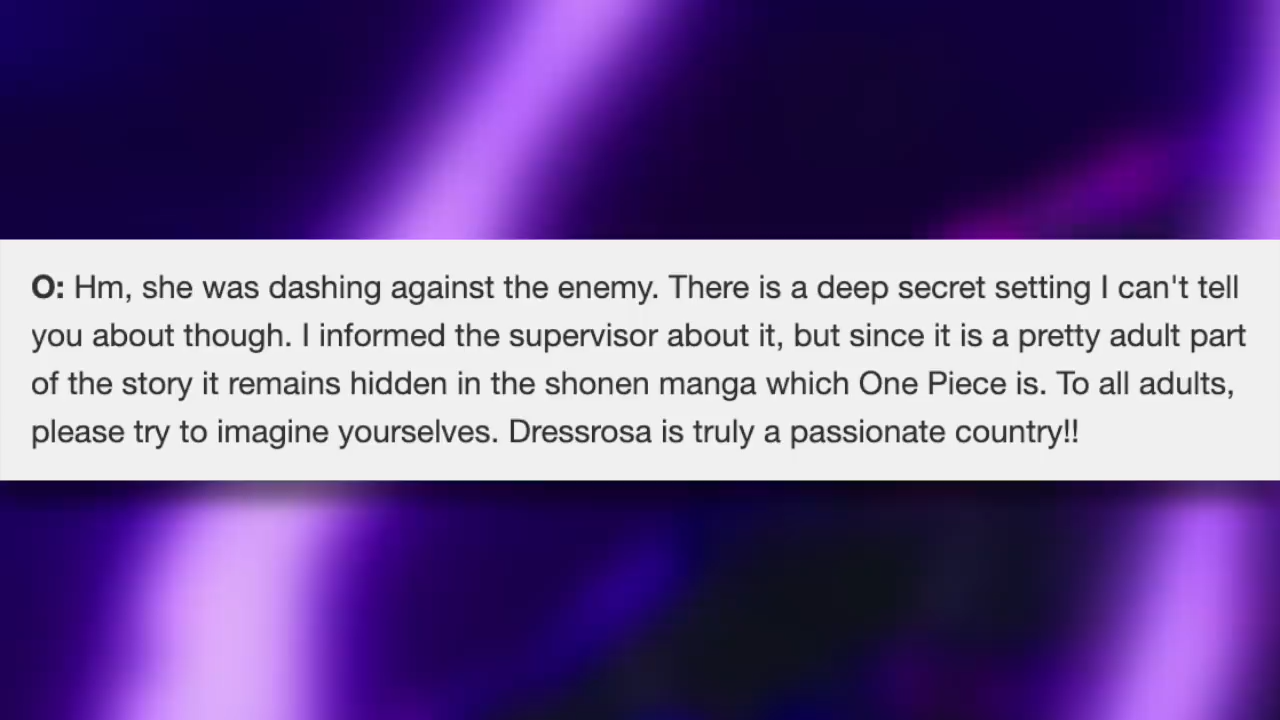 O: Hm, she was dashing against the enemy. There is a deep secret setting I can't tell
you about though. I informed the supervisor about it, but since it is a pretty adult part
of the story it remains hidden in the shonen manga which One Piece is. To all adults,
please try to imagine yourselves. Dressrosa is truly a passionate country!!